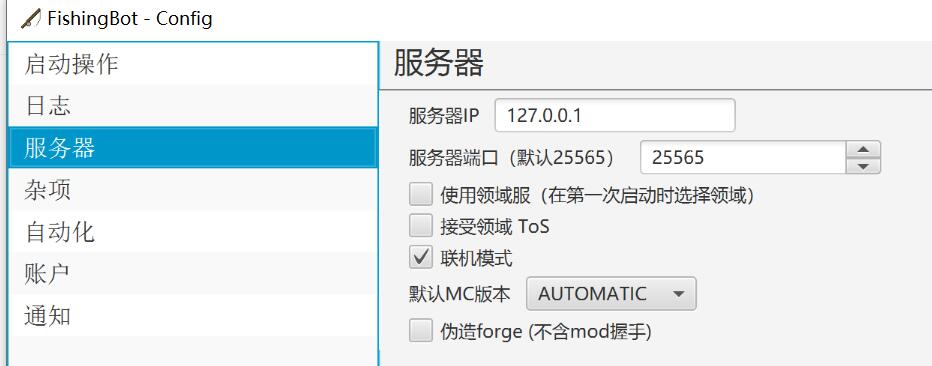 FishingBot - Config
启动操作
日志
服务器
杂项
自动化
账户
通知
服务器
服务器IP 127.0.0.1
服务器端口（默认25565） 25565
使用领域服（在第一次启动时选择领域）
接受领域 ToS
联机模式
默认MC版本 AUTOMATIC
伪造forge (不含mod握手)